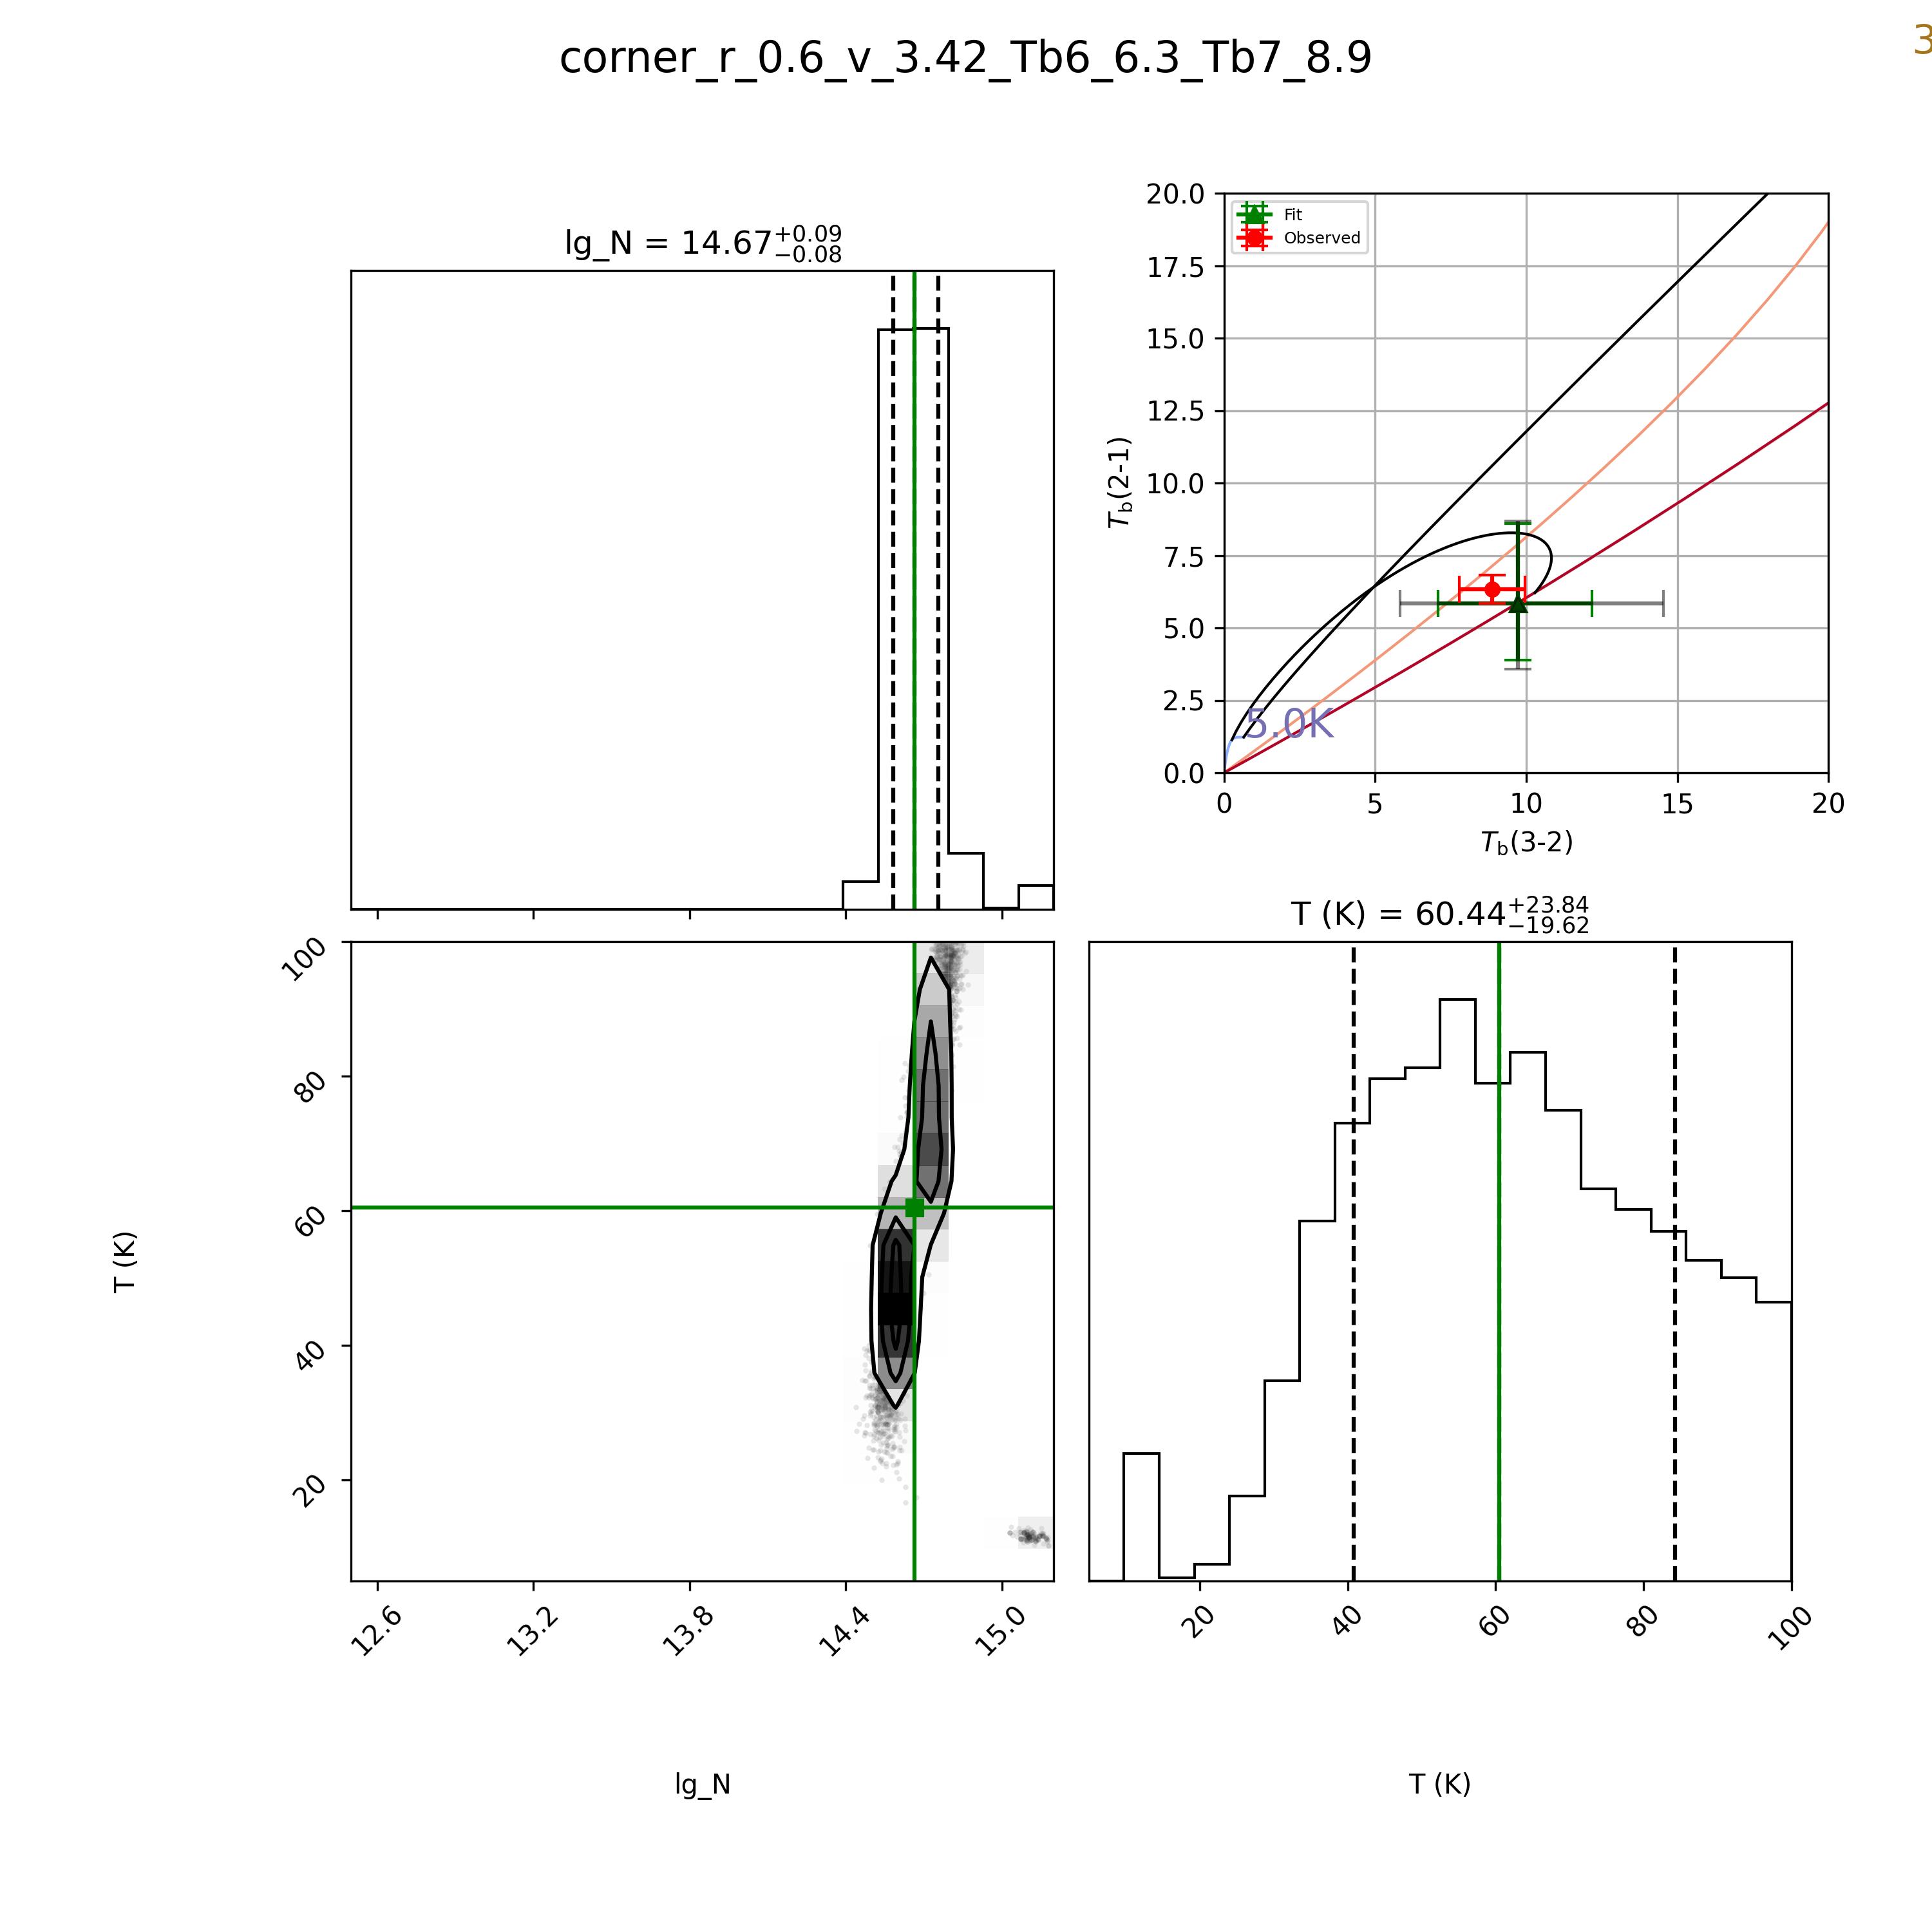 corner_r_0.6_v_3.42_Tb6_6.3_Tb7_8.9
3
lg_N = 14.67+0.09−0.08
20.0
17.5
15.0
12.5
10.0
7.5
5.0
2.5
0.0
Tb(2-1)
Fit
Observed
5.0K
0 5 10 15 20
Tb(3-2)
T (K) = 60.44+23.84−19.62
100
80
60
40
20
T (K)
12.6 13.2 13.8 14.4 15.0
lg_N
20 40 60 80 100
T (K)